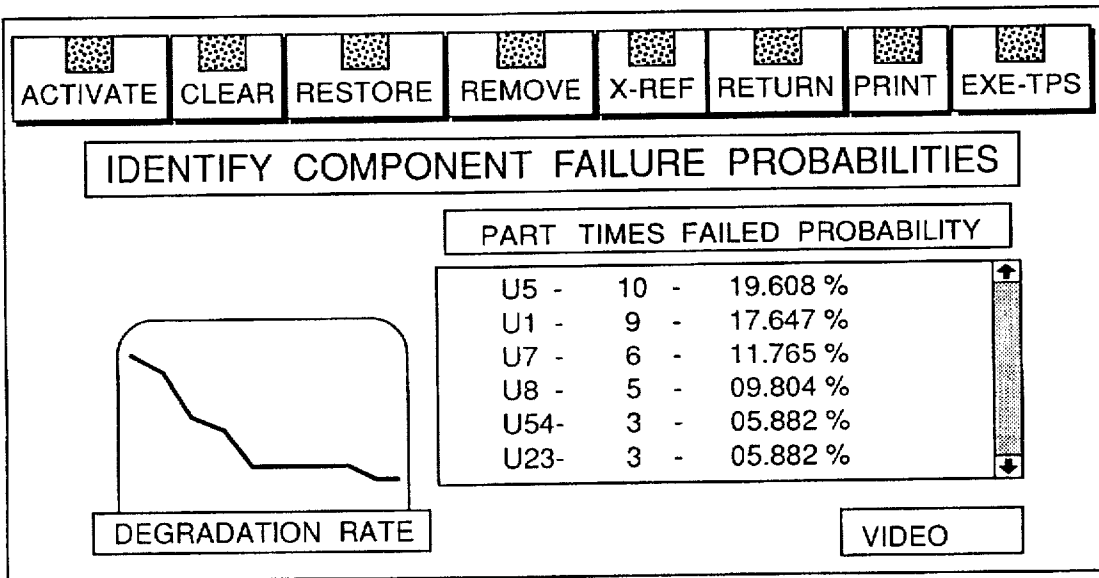 ACTIVATE CLEAR RESTORE REMOVE X-REF RETURN PRINT EXE-TPS
IDENTIFY COMPONENT FAILURE PROBABILITIES
PART TIMES FAILED PROBABILITY
U5 - 10 - 19.608 %
U1 - 9 - 17.647 %
U7 - 6 - 11.765 %
U8 - 5 - 09.804 %
U54- 3 - 05.882 %
U23- 3 - 05.882 %
DEGRADATION RATE
VIDEO